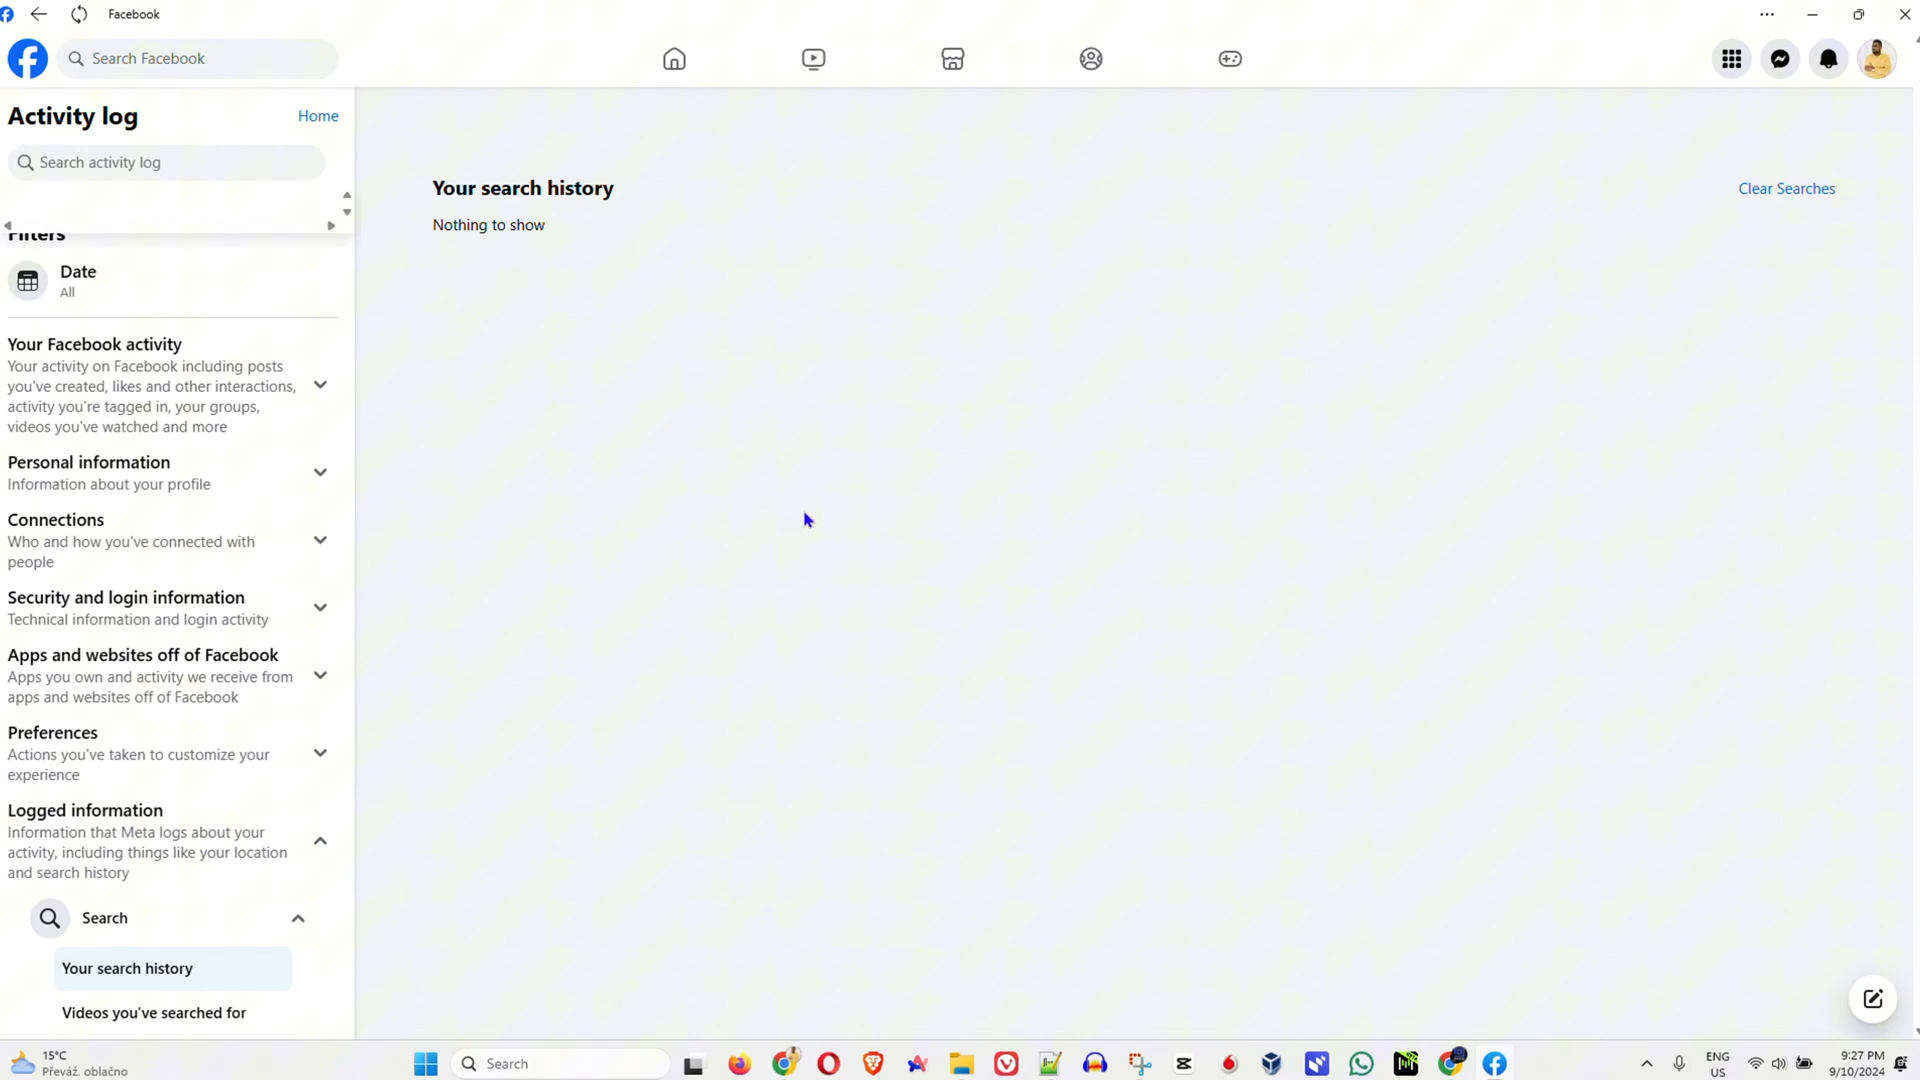 Facebook
Search Facebook
Activity log
Home
Search activity log
Filters
Date
All
Your Facebook activity
Your activity on Facebook including posts
you've created, likes and other interactions,
activity you're tagged in, your groups,
videos you've watched and more
Personal information
Information about your profile
Connections
Who and how you've connected with
people
Security and login information
Technical information and login activity
Apps and websites off of Facebook
Apps you own and activity we receive from
apps and websites off of Facebook
Preferences
Actions you've taken to customize your
experience
Logged information
Information that Meta logs about your
activity, including things like your location
and search history
Search
Your search history
Videos you've searched for
Your search history
Clear Searches
Nothing to show
15°C
Převáž. oblačno
Search
ENG
US
9:27 PM
9/10/2024